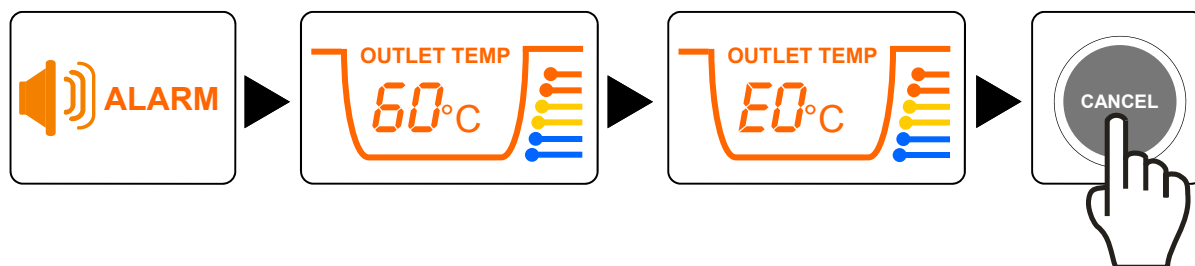 ALARM
OUTLET TEMP
60°C
OUTLET TEMP
E0°C
CANCEL